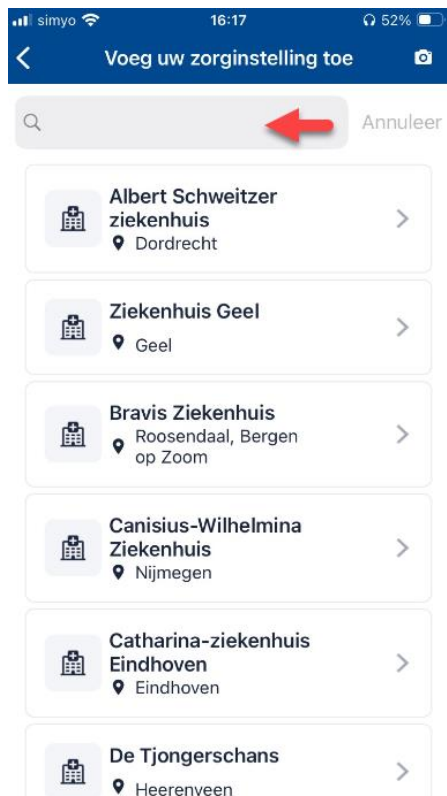 simyo 16:17 52%
Voeg uw zorginstelling toe
Annuleer
Albert Schweitzer
ziekenhuis
Dordrecht
Ziekenhuis Geel
Geel
Bravis Ziekenhuis
Roosendaal, Bergen
op Zoom
Canisius-Wilhelmina
Ziekenhuis
Nijmegen
Catharina-ziekenhuis
Eindhoven
Eindhoven
De Tjongerschans
Heerenveen